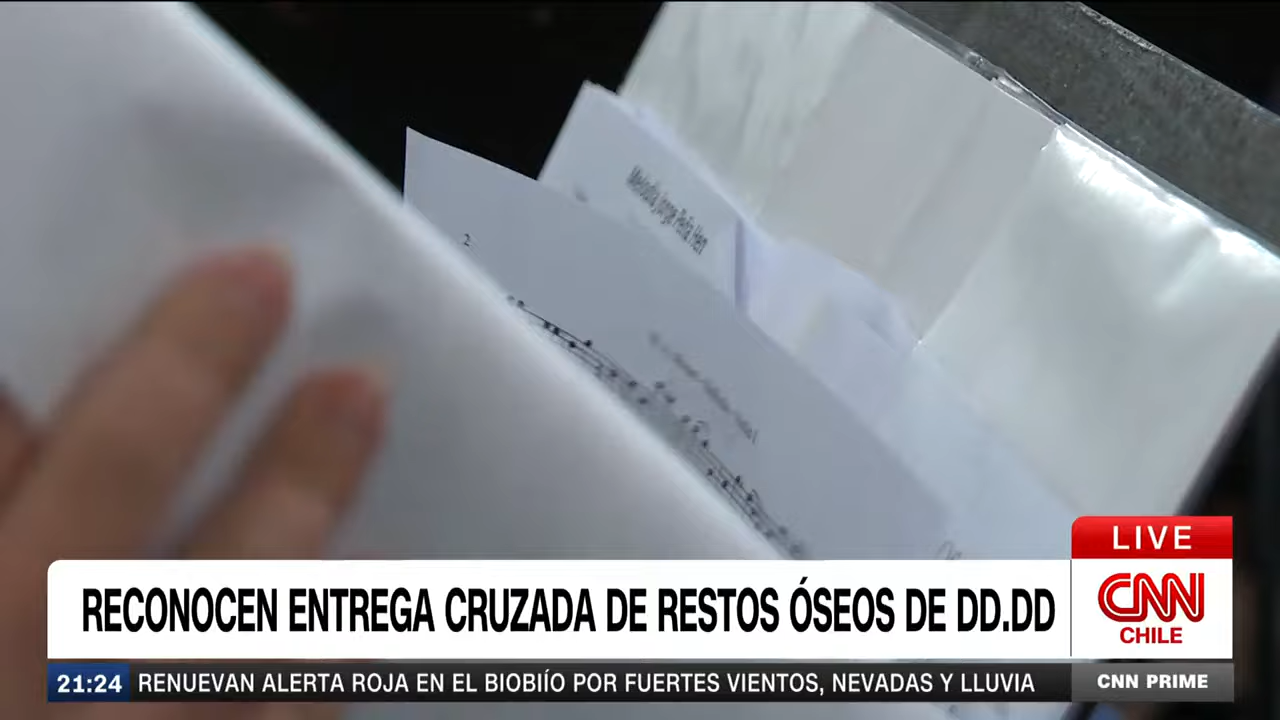 Melodía Jorge Peña Hen
2
LIVE
RECONOCEN ENTREGA CRUZADA DE RESTOS ÓSEOS DE DD.DD
CNN
CHILE
21:24
RENUEVAN ALERTA ROJA EN EL BIOBIÍO POR FUERTES VIENTOS, NEVADAS Y LLUVIA
CNN PRIME